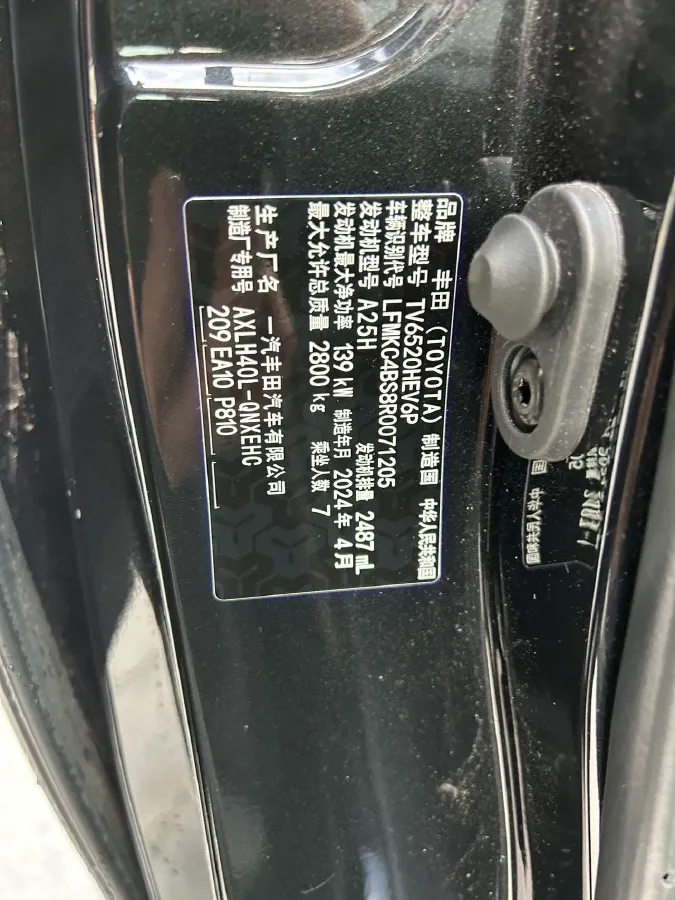 品牌 丰田 (TOYOTA) 制造国 中华人民共和国
整车型号 TV6520HEV6P
车辆识别代号 LFMKC4BS8R0071205
发动机型号 A25H 发动机排量 2487 mL
发动机最大净功率 139 kW 制造年月 2024年 4月
最大允许总质量 2800 kg 乘坐人数 7
生产厂名 一汽丰田汽车有限公司
制造厂专用号 AXLH40L-QNXEHC
209 EA10 P810